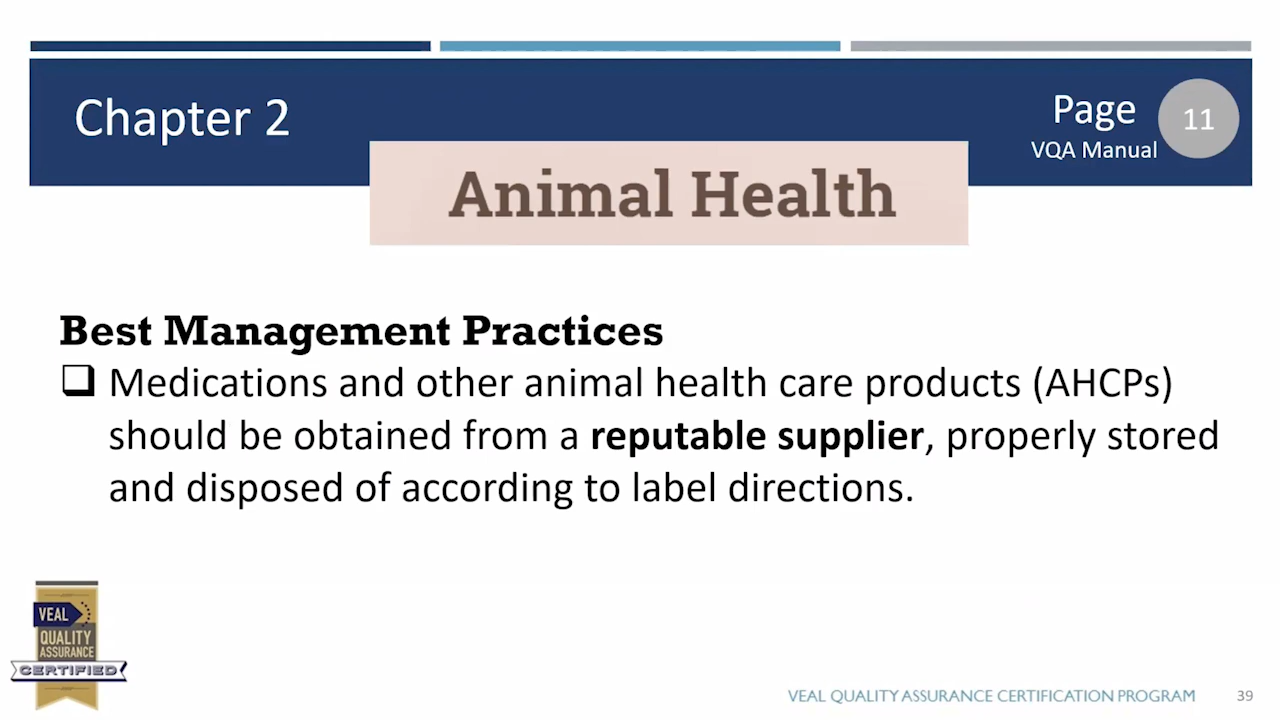 Chapter 2
Page
VQA Manual
11
Animal Health
Best Management Practices
Medications and other animal health care products (AHCPs)
should be obtained from a reputable supplier, properly stored
and disposed of according to label directions.
VEAL
QUALITY
ASSURANCE
CERTIFIED
VEAL QUALITY ASSURANCE CERTIFICATION PROGRAM
39